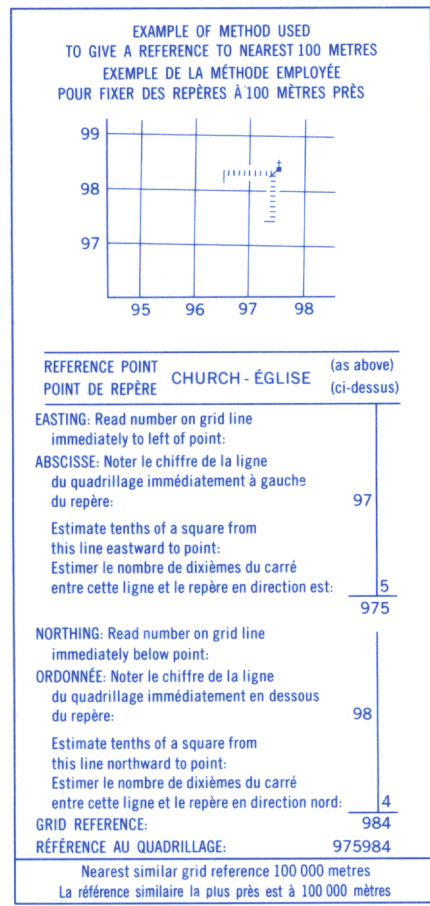 EXAMPLE OF METHOD USED
TO GIVE A REFERENCE TO NEAREST 100 METRES
EXEMPLE DE LA MÉTHODE EMPLOYÉE
POUR FIXER DES REPÈRES À 100 MÈTRES PRÈS
99
98
97
95 96 97 98
REFERENCE POINT
POINT DE REPÈRE
CHURCH - ÉGLISE
(as above)
(ci-dessus)
EASTING: Read number on grid line
immediately to left of point:
ABSCISSE: Noter le chiffre de la ligne
du quadrillage immédiatement à gauche
du repère: 97
Estimate tenths of a square from
this line eastward to point:
Estimer le nombre de dixièmes du carré
entre cette ligne et le repère en direction est: 5
975
NORTHING: Read number on grid line
immediately below point:
ORDONNÉE: Noter le chiffre de la ligne
du quadrillage immédiatement en dessous
du repère: 98
Estimate tenths of a square from
this line northward to point:
Estimer le nombre de dixièmes du carré
entre cette ligne et le repère en direction nord: 4
GRID REFERENCE: 984
RÉFÉRENCE AU QUADRILLAGE: 975984
Nearest similar grid reference 100 000 metres
La référence similaire la plus près est à 100 000 mètres